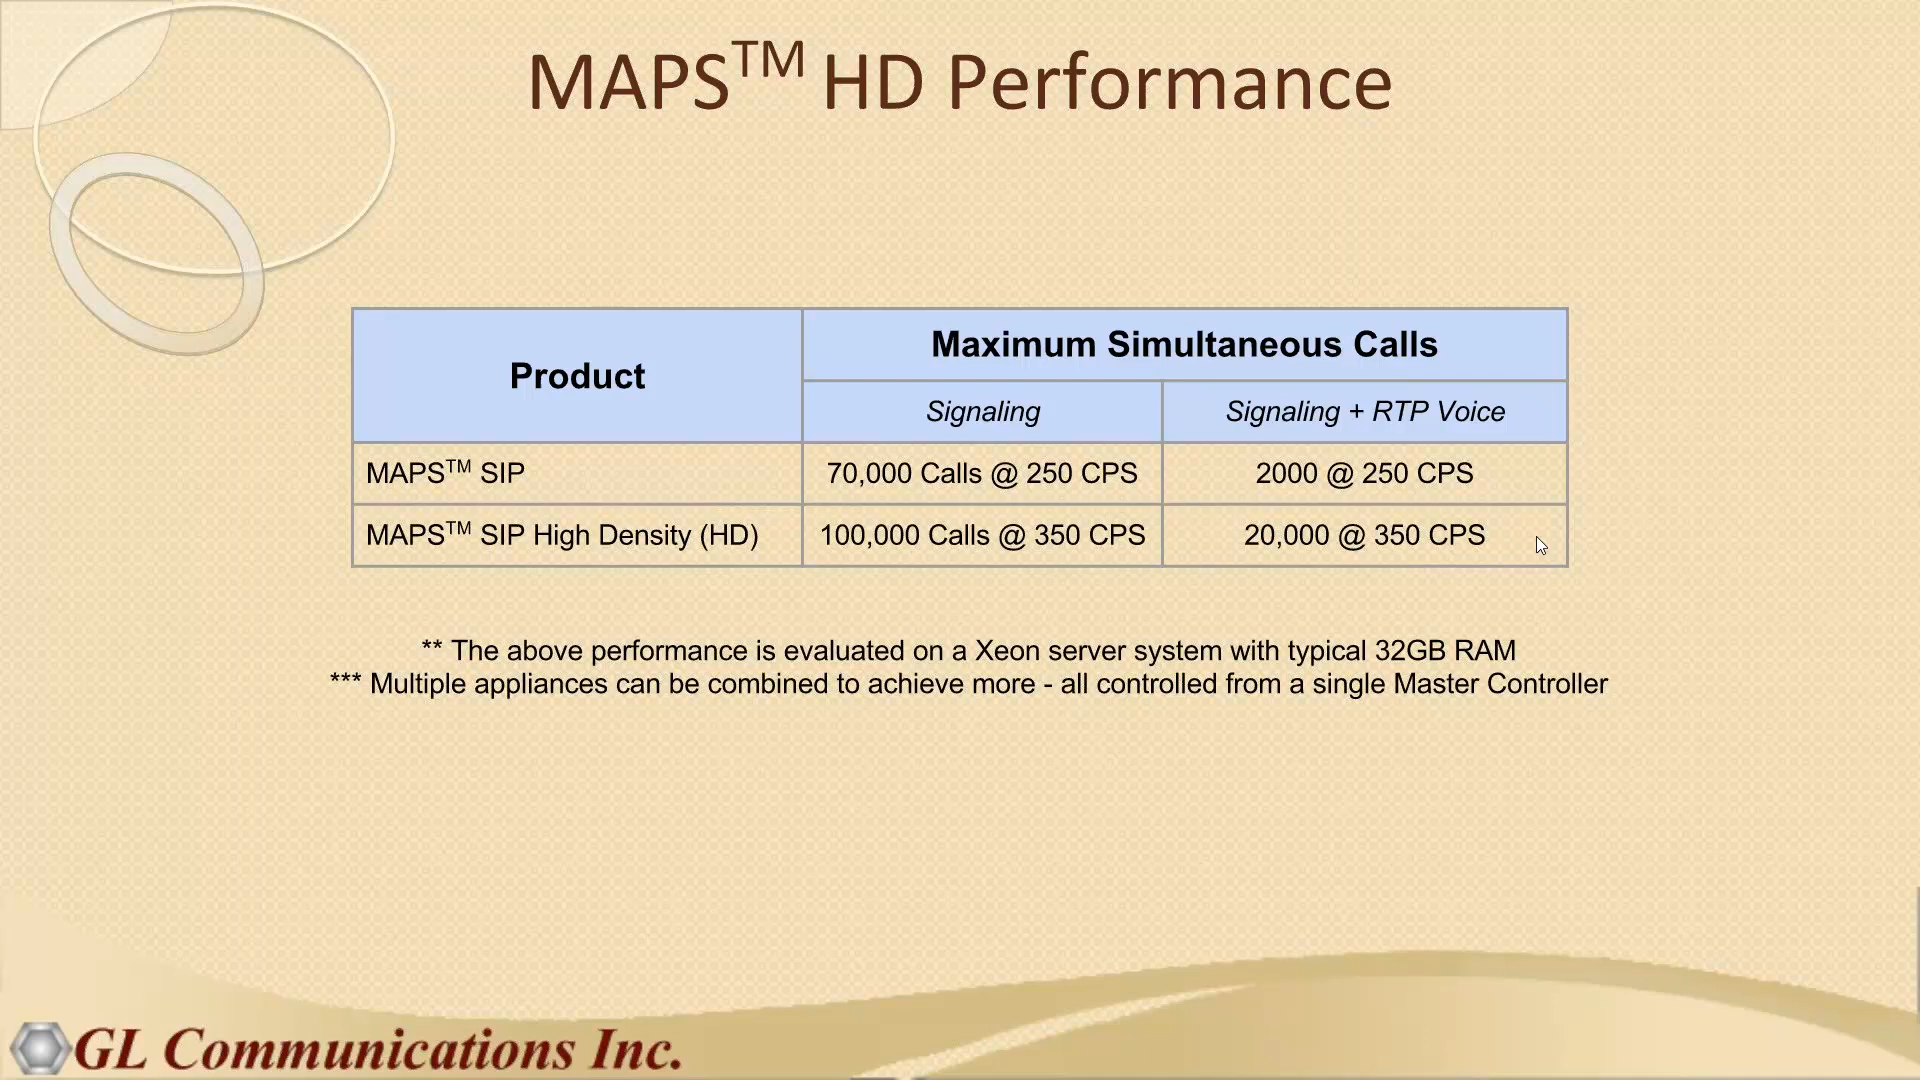 MAPS™ HD Performance
Product
Maximum Simultaneous Calls
Signaling
Signaling + RTP Voice
MAPS™ SIP
70,000 Calls @ 250 CPS
2000 @ 250 CPS
MAPS™ SIP High Density (HD)
100,000 Calls @ 350 CPS
20,000 @ 350 CPS
** The above performance is evaluated on a Xeon server system with typical 32GB RAM
*** Multiple appliances can be combined to achieve more - all controlled from a single Master Controller
GL Communications Inc.